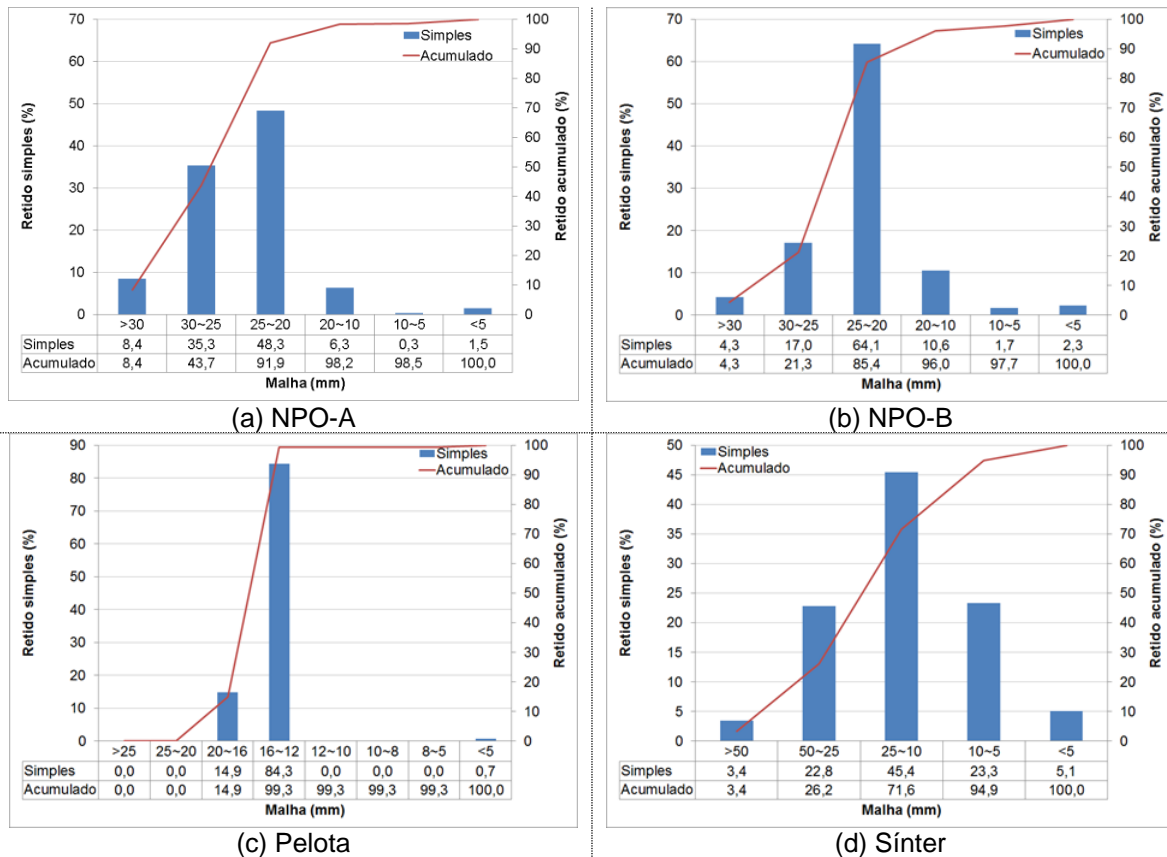 70
60
50
40
30
20
10
0
Retido simples (%)
Simples
Acumulado
100
90
80
70
60
50
40
30
20
10
0
Retido acumulado (%)
>30 30~25 25~20 20~10 10~5 <5
Simples 8,4 35,3 48,3 6,3 0,3 1,5
Acumulado 8,4 43,7 91,9 98,2 98,5 100,0
Malha (mm)
(a) NPO-A
70
60
50
40
30
20
10
0
Retido simples (%)
Simples
Acumulado
100
90
80
70
60
50
40
30
20
10
0
Retido acumulado (%)
>30 30~25 25~20 20~10 10~5 <5
Simples 4,3 17,0 64,1 10,6 1,7 2,3
Acumulado 4,3 21,3 85,4 96,0 97,7 100,0
Malha (mm)
(b) NPO-B
90
80
70
60
50
40
30
20
10
0
Retido simples (%)
Simples
Acumulado
100
90
80
70
60
50
40
30
20
10
0
Retido acumulado (%)
>25 25~20 20~16 16~12 12~10 10~8 8~5 <5
Simples 0,0 0,0 14,9 84,3 0,0 0,0 0,0 0,7
Acumulado 0,0 0,0 14,9 99,3 99,3 99,3 99,3 100,0
Malha (mm)
(c) Pelota
50
45
40
35
30
25
20
15
10
5
0
Retido simples (%)
Simples
Acumulado
100
90
80
70
60
50
40
30
20
10
0
Retido acumulado (%)
>50 50~25 25~10 10~5 <5
Simples 3,4 22,8 45,4 23,3 5,1
Acumulado 3,4 26,2 71,6 94,9 100,0
Malha (mm)
(d) Sínter